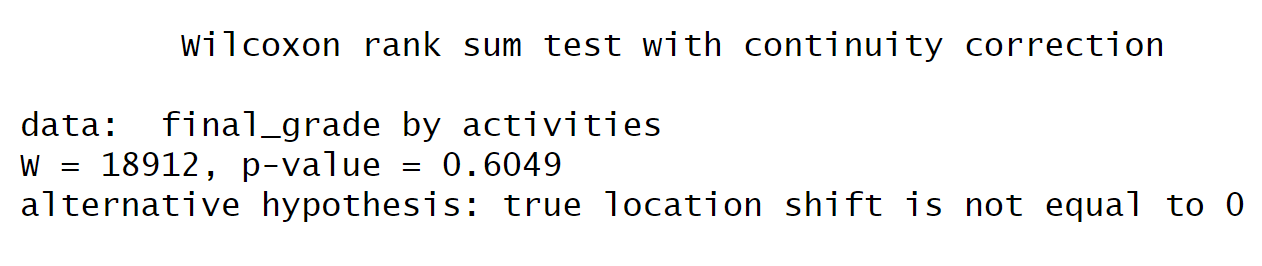 Wilcoxon rank sum test with continuity correction
data:  final_grade by activities
W = 18912, p-value = 0.6049
alternative hypothesis: true location shift is not equal to 0